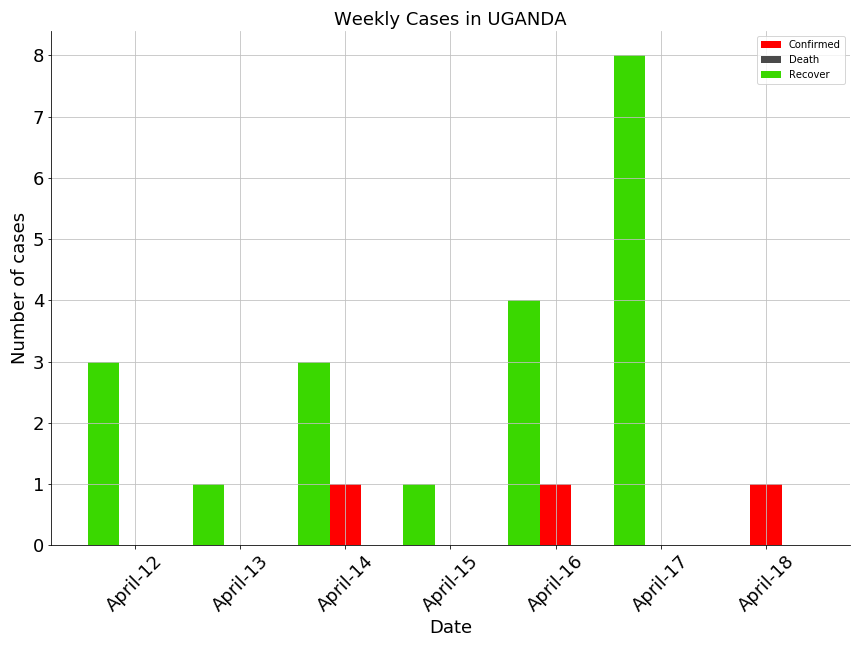 Weekly Cases in UGANDA
Confirmed
Death
Recover
8
7
6
5
4
3
2
1
0
Number of cases
April-12
April-13
April-14
April-15
April-16
April-17
April-18
Date